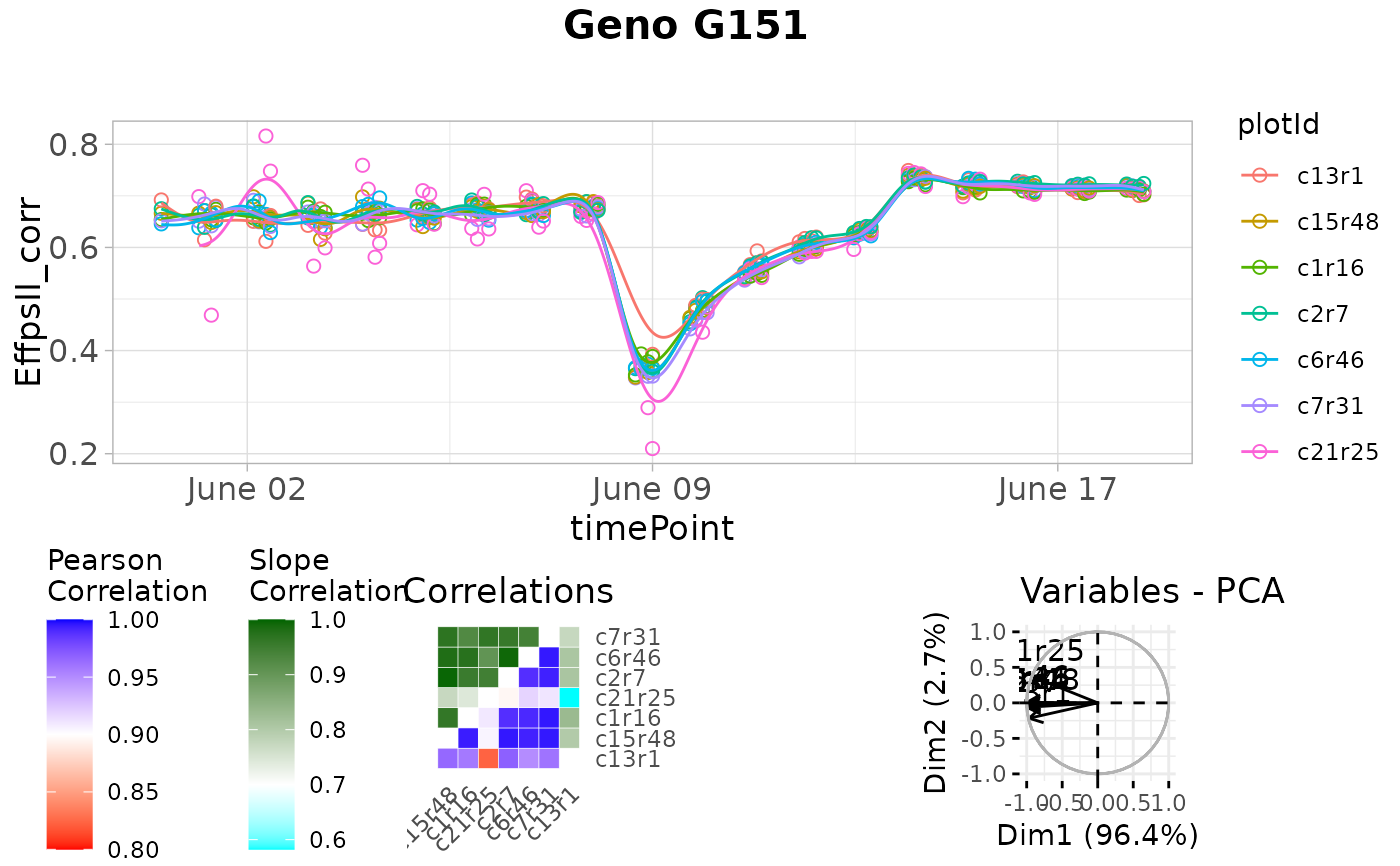 Geno G151
EffpsII_corr
0.8
0.6
0.4
0.2
June 02
June 09
June 17
timePoint
plotId
c13r1
c15r48
c1r16
c2r7
c6r46
c7r31
c21r25
Pearson
Correlation
1.00
0.95
0.90
0.85
0.80
Slope
Correlation
1.0
0.9
0.8
0.7
0.6
Correlations
c7r31
c6r46
c2r7
c21r25
c1r16
c15r48
c13r1
15r48
c1r16
c21r25
c2r7
c6r46
c7r31
c13r1
Variables - PCA
Dim2 (2.7%)
1.0
0.5
0.0
-0.5
-1.0
1r25
-1.0
-0.5
0.0
0.5
1.0
Dim1 (96.4%)